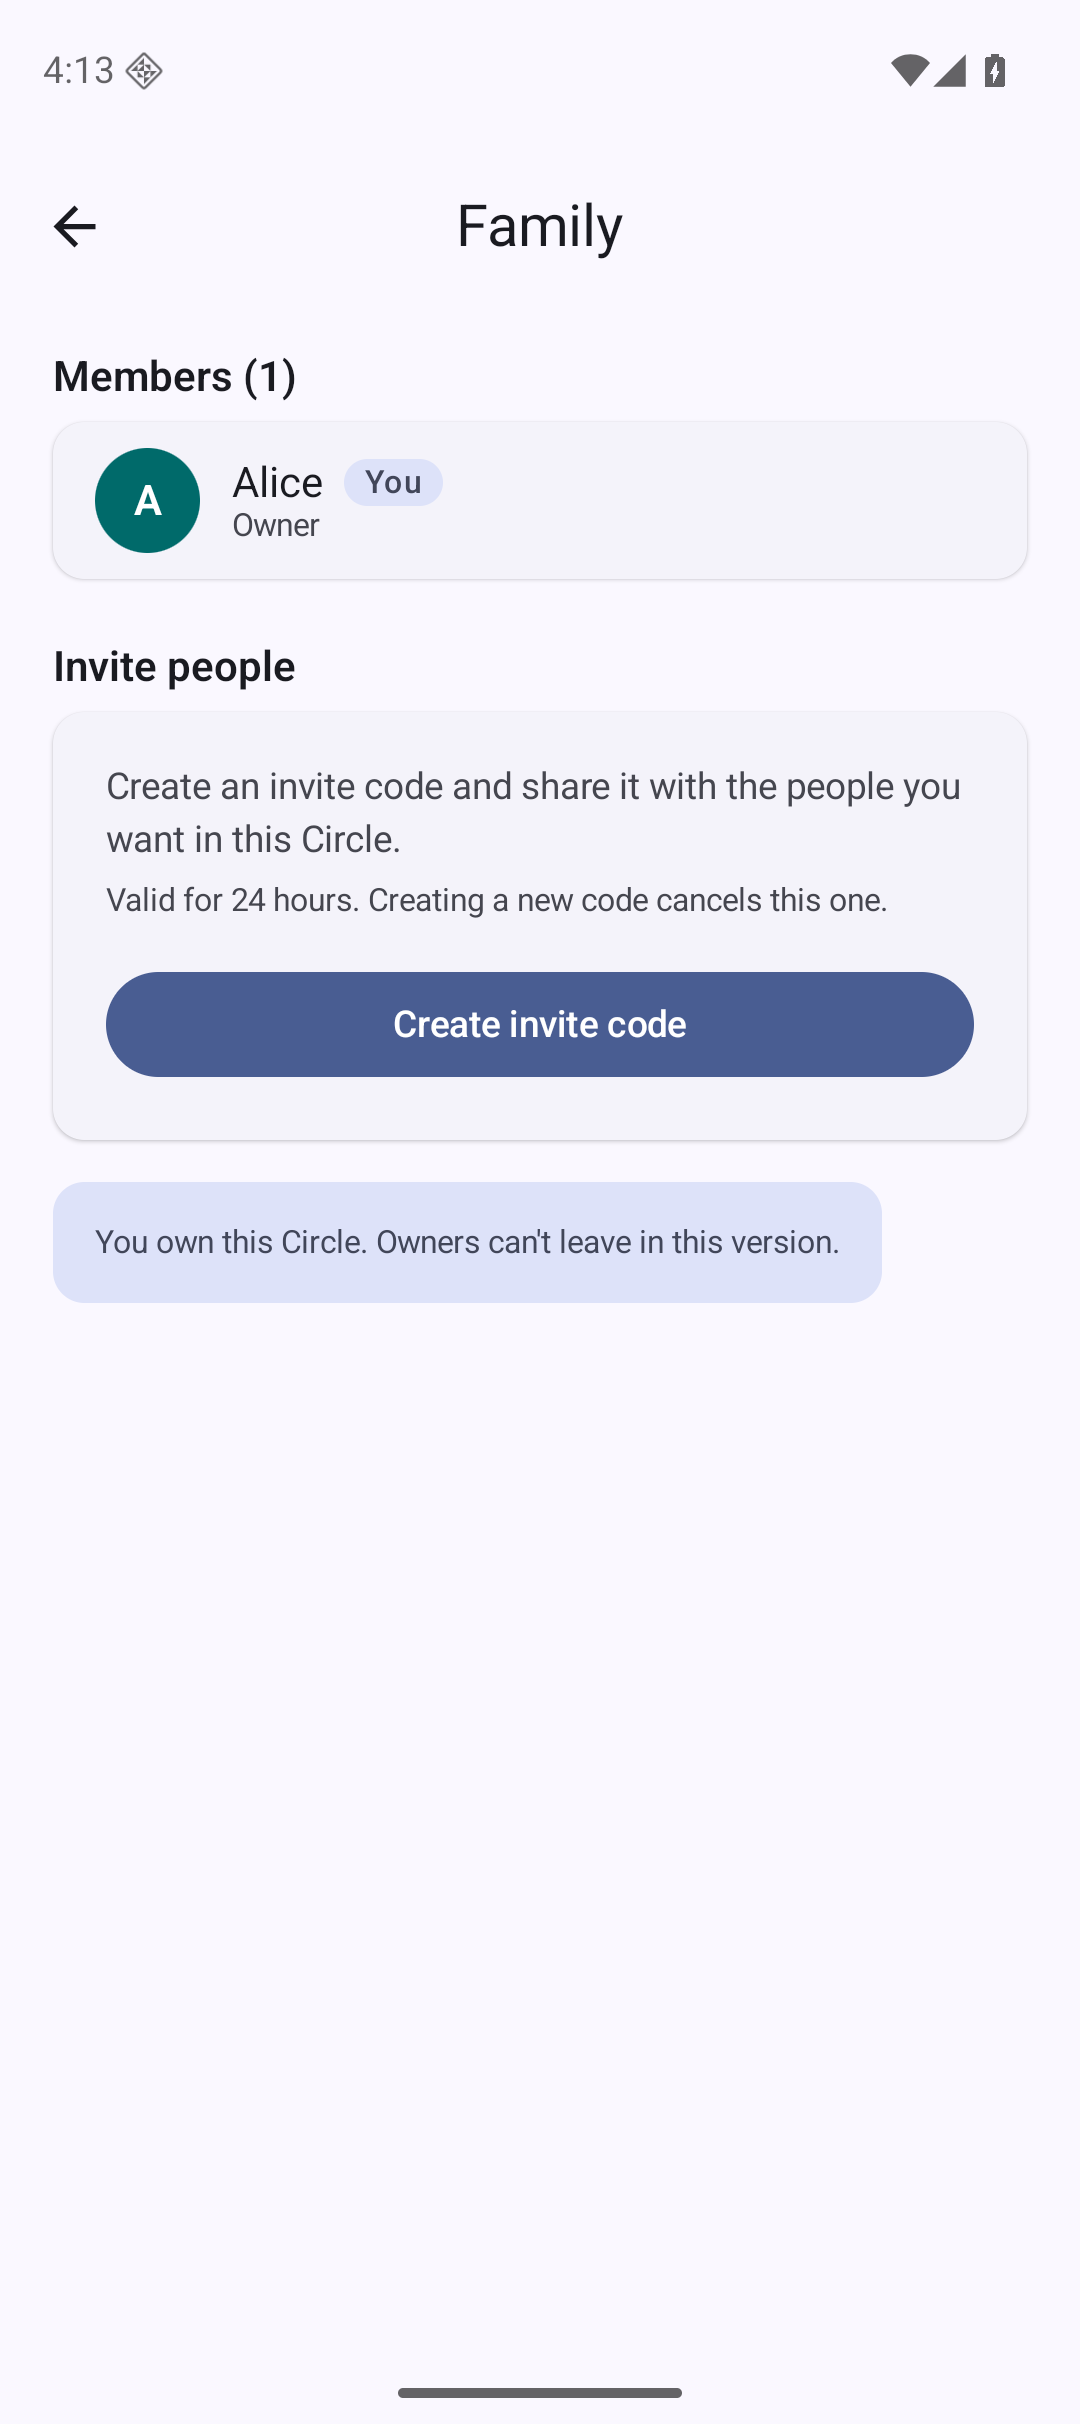 4:13
Family
Members (1)
A
Alice You
Owner
Invite people
Create an invite code and share it with the people you
want in this Circle.
Valid for 24 hours. Creating a new code cancels this one.
Create invite code
You own this Circle. Owners can't leave in this version.